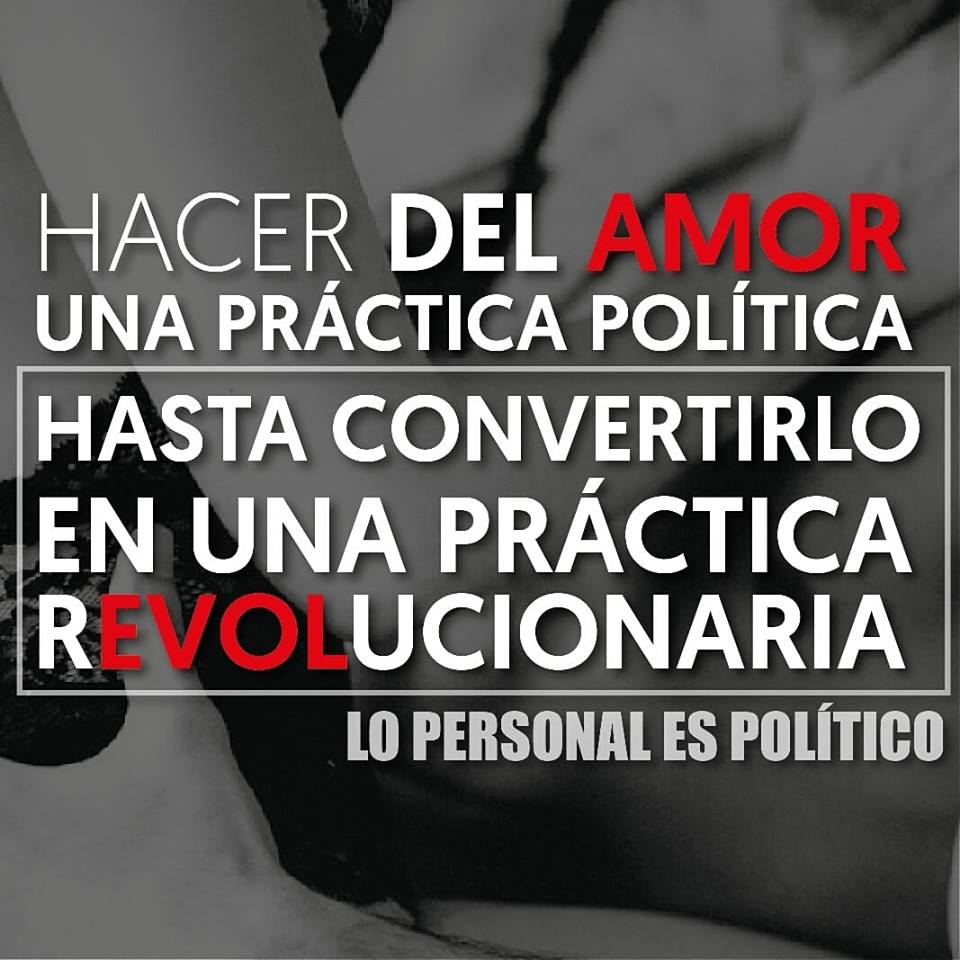 HACER DEL AMOR
UNA PRÁCTICA POLÍTICA
HASTA CONVERTIRLO
EN UNA PRÁCTICA
REVOLUCIONARIA
LO PERSONAL ES POLÍTICO